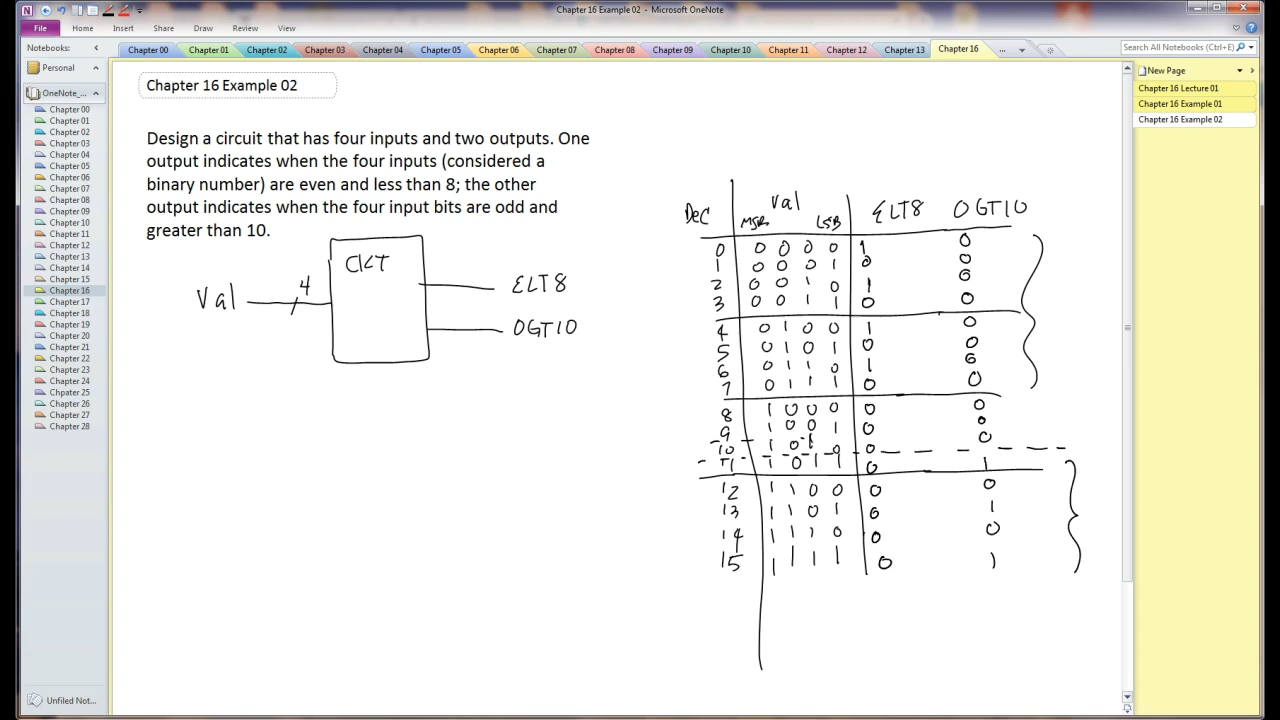 Chapter 16 Example 02 - Microsoft OneNote
File Home Insert Share Draw Review View
Notebooks:
Chapter 00 Chapter 01 Chapter 02 Chapter 03 Chapter 04 Chapter 05 Chapter 06 Chapter 07 Chapter 08 Chapter 09 Chapter 10 Chapter 11 Chapter 12 Chapter 13 Chapter 16 ...
Search All Notebooks (Ctrl+E)
Personal
OneNote_...
Chapter 00
Chapter 01
Chapter 02
Chapter 03
Chapter 04
Chapter 05
Chapter 06
Chapter 07
Chapter 08
Chapter 09
Chapter 10
Chapter 11
Chapter 12
Chapter 13
Chapter 14
Chapter 15
Chapter 16
Chapter 17
Chapter 18
Chapter 19
Chapter 20
Chapter 21
Chapter 22
Chapter 23
Chapter 24
Chpater 25
Chapter 26
Chapter 27
Chapter 28
Unfiled Not...
Chapter 16 Example 02
Design a circuit that has four inputs and two outputs. One
output indicates when the four inputs (considered a
binary number) are even and less than 8; the other
output indicates when the four input bits are odd and
greater than 10.
CKT
Val 4 ELT8
OGT10
Dec Val ELT8 OGT10
MSB LSB
0 0 0 0 0 1 0
1 0 0 0 1 0 0
2 0 0 1 0 1 0
3 0 0 1 1 0 0
4 0 1 0 0 1 0
5 0 1 0 1 0 0
6 0 1 1 0 1 0
7 0 1 1 1 0 0
8 1 0 0 0 0 0
9 1 0 0 1 0 0
10 1 0 1 0 0 0
11 1 0 1 1 0 1
12 1 1 0 0 0 0
13 1 1 0 1 0 1
14 1 1 1 0 0 0
15 1 1 1 1 0 1
New Page
Chapter 16 Lecture 01
Chapter 16 Example 01
Chapter 16 Example 02